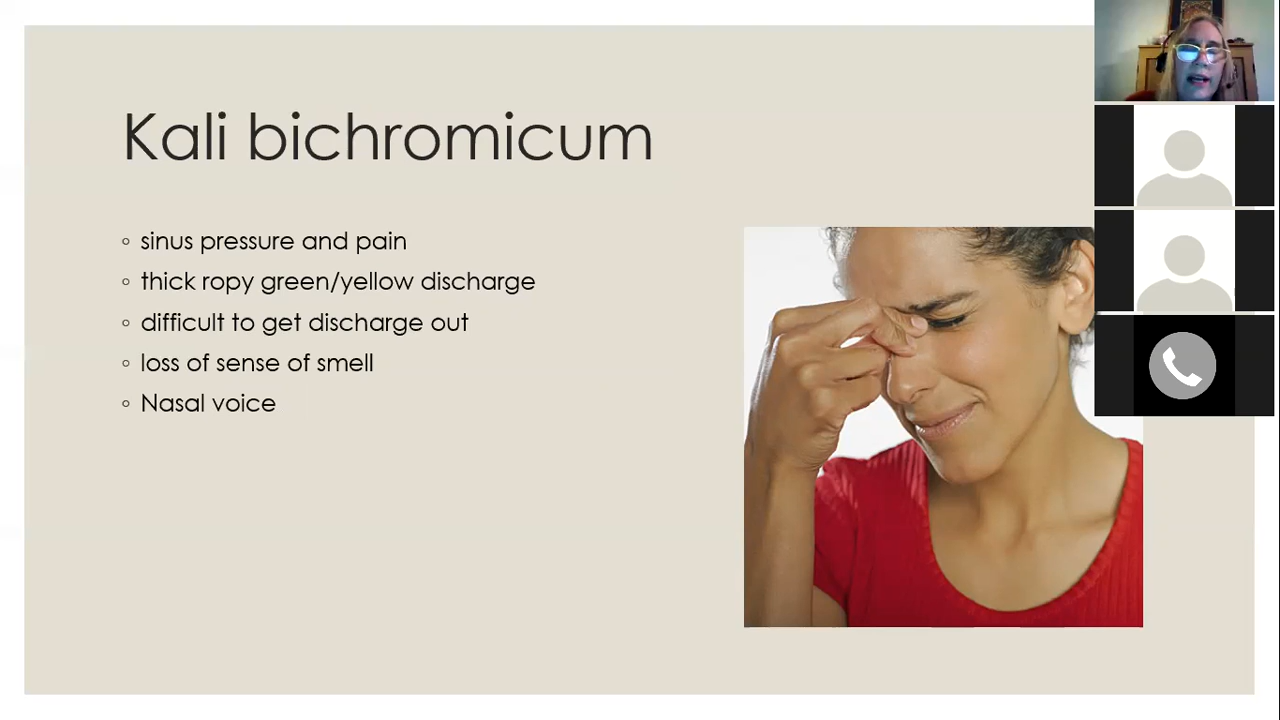 Kali bichromicum
◦ sinus pressure and pain
◦ thick ropy green/yellow discharge
◦ difficult to get discharge out
◦ loss of sense of smell
◦ Nasal voice